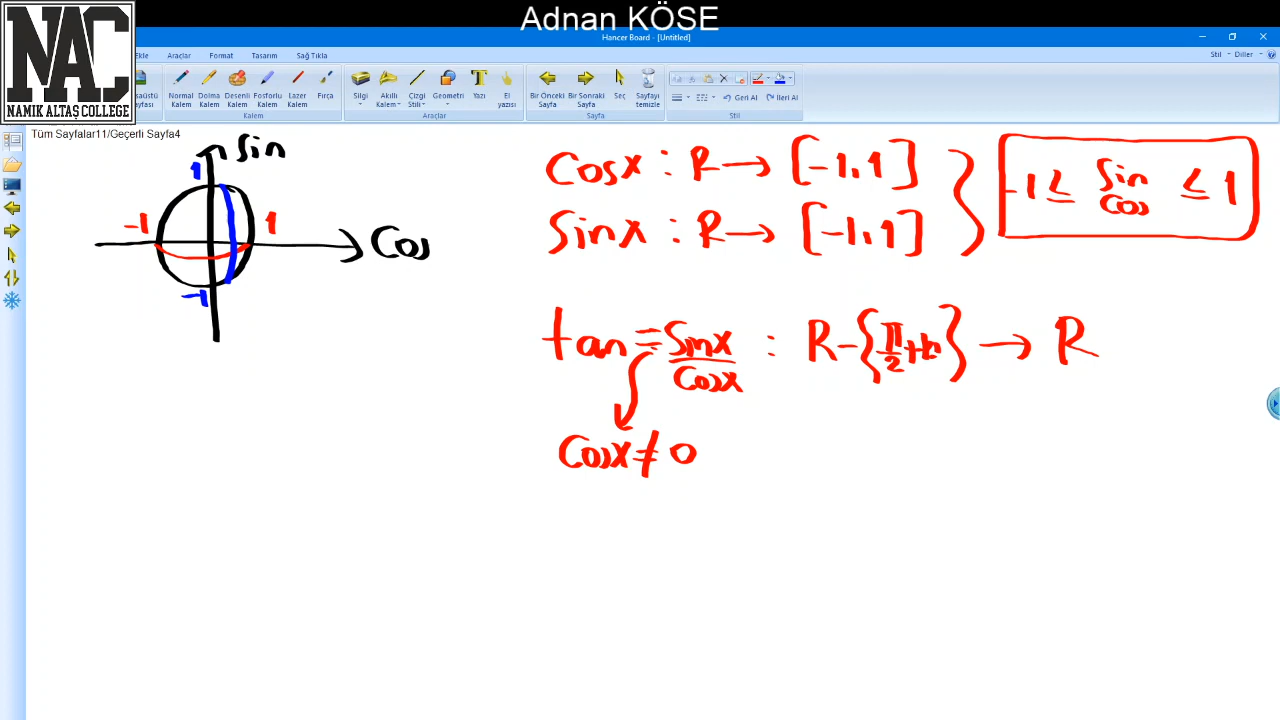 Adnan KÖSE
NAC
NAMIK ALTAŞ COLLEGE
Hancer Board - [Untitled]
Ekle Araçlar Format Tasarım Sağ Tıkla
Stil Diller
Normal Kalem
Dolma Kalem
Desenli Kalem
Fosforlu Kalem
Lazer Kalem
Fırça
Silgi
Akıllı Kalem
Çizgi Stili
Geometri
Yazı
El yazısı
Bir Önceki Sayfa
Bir Sonraki Sayfa
Seç
Sayfayı temizle
Geri Al
İleri Al
Kalem Araçlar Sayfa Stil
Tüm Sayfalar11/Geçerli Sayfa4
Sin
1
-1 1
Cos
-1
Cosx : R → [-1,1]
Sinx : R → [-1,1]
-1 ≤ Sin Cos ≤ 1
tan = Sinx/Cosx : R - {π/2 + k} → R
Cosx ≠ 0